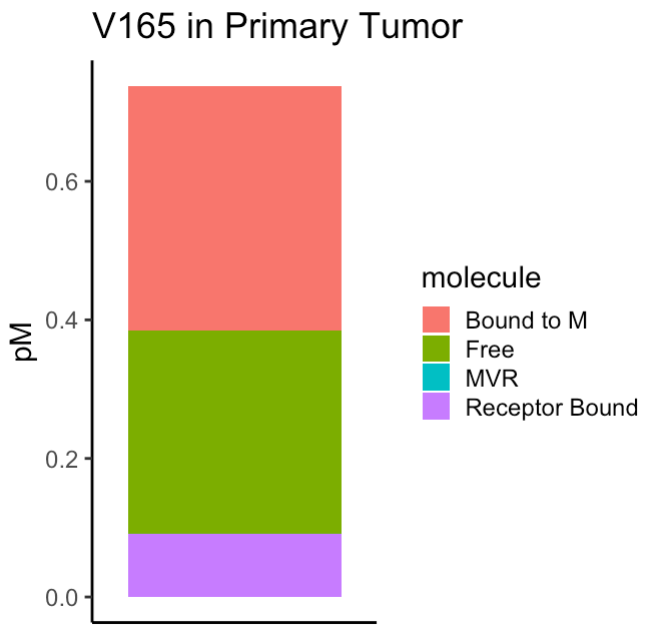 V165 in Primary Tumor
pM
0.6
0.4
0.2
0.0
molecule
Bound to M
Free
MVR
Receptor Bound